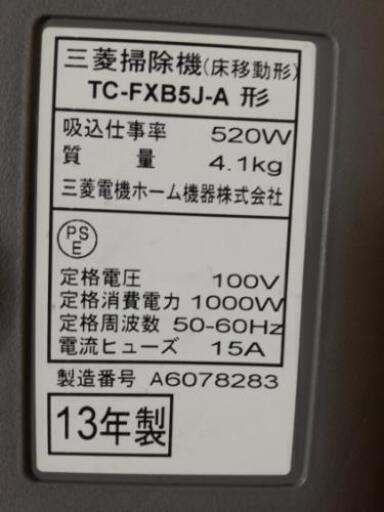 三菱掃除機(床移動形)
TC-FXB5J-A 形
吸込仕事率 520W
質量 4.1kg
三菱電機ホーム機器株式会社
PS
E
定格電圧 100V
定格消費電力 1000W
定格周波数 50-60Hz
電流ヒューズ 15A
製造番号 A6078283
13年製